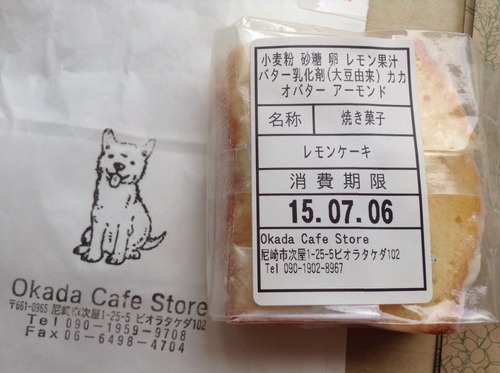 小麦粉 砂糖 卵 レモン果汁
バター乳化剤(大豆由来) カカ
オバター アーモンド
名称 焼き菓子
レモンケーキ
消費期限
15.07.06
Okada Cafe Store
尼崎市次屋1-25-5ビオラタケダ102
Tel 090-1902-8967
Okada Cafe Store
〒661-0965 尼崎市次屋1-25-5 ビオラタケダ102
Tel 090-1959-9708
Fax 06-6498-4704